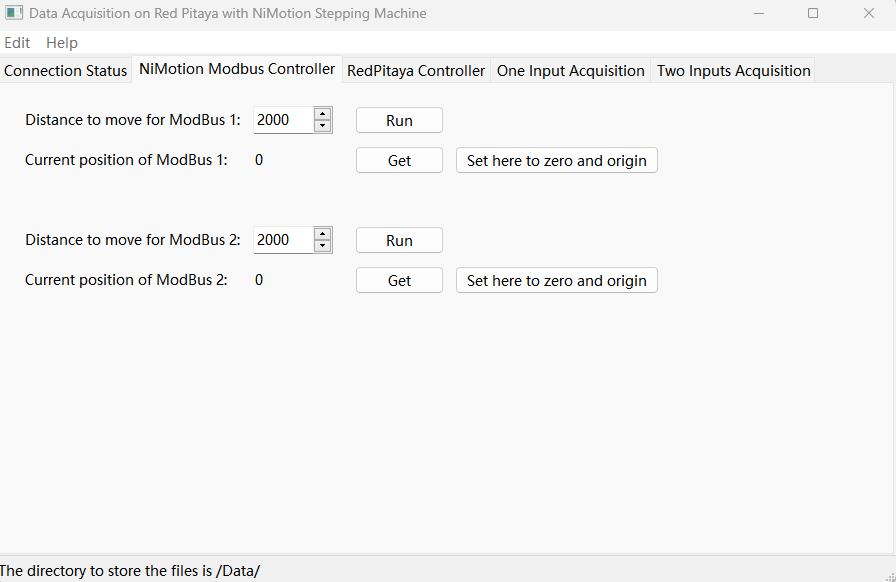 Data Acquisition on Red Pitaya with NiMotion Stepping Machine
Edit Help
Connection Status NiMotion Modbus Controller RedPitaya Controller One Input Acquisition Two Inputs Acquisition
Distance to move for ModBus 1: 2000 Run
Current position of ModBus 1: 0 Get Set here to zero and origin
Distance to move for ModBus 2: 2000 Run
Current position of ModBus 2: 0 Get Set here to zero and origin
The directory to store the files is /Data/